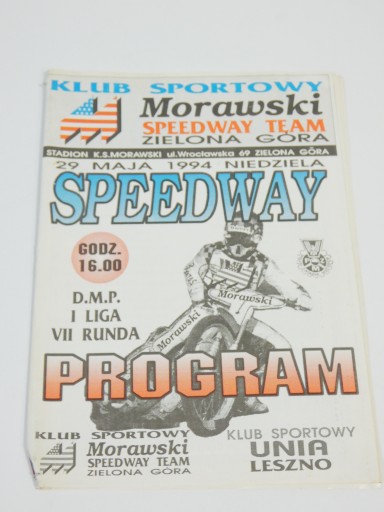 KLUB SPORTOWY
Morawski
SPEEDWAY TEAM
ZIELONA GÓRA
STADION K.S.MORAWSKI ul.Wrocławska 69 ZIELONA GÓRA
29 MAJA 1994 NIEDZIELA
SPEEDWAY
GODZ.
16.00
D.M.P.
I LIGA
VII RUNDA
Morawski
Morawski
PROGRAM
KLUB SPORTOWY
Morawski
SPEEDWAY TEAM
ZIELONA GÓRA
KLUB SPORTOWY
UNIA
LESZNO